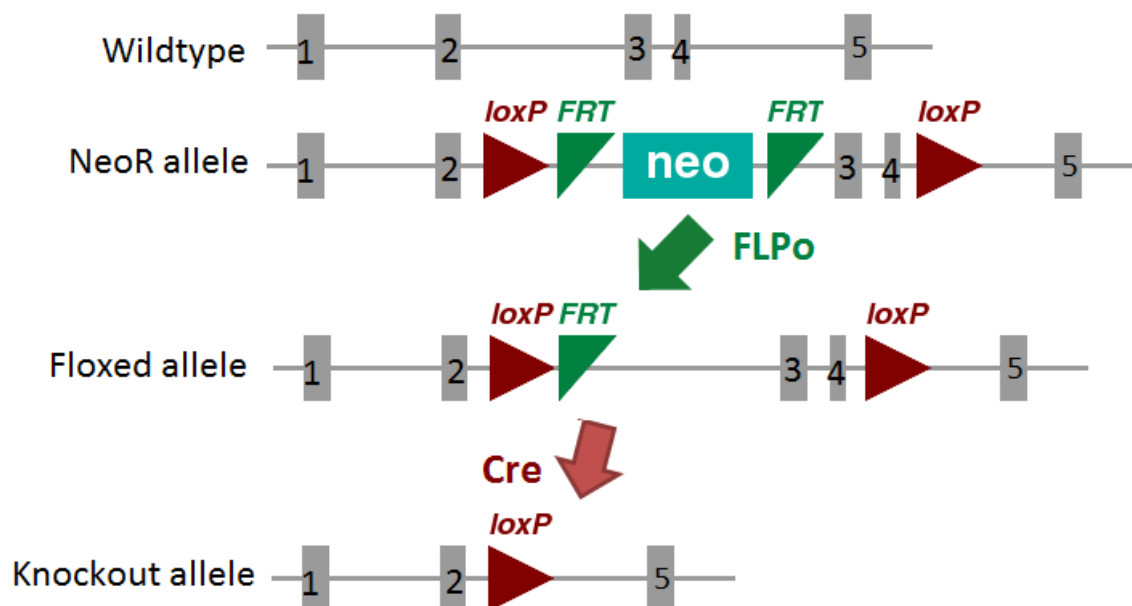 Wildtype 1 2 3 4 5
loxP FRT FRT loxP
NeoR allele 1 2 neo 3 4 5
FLPo
loxP FRT loxP
Floxed allele 1 2 3 4 5
Cre
loxP
Knockout allele 1 2 5